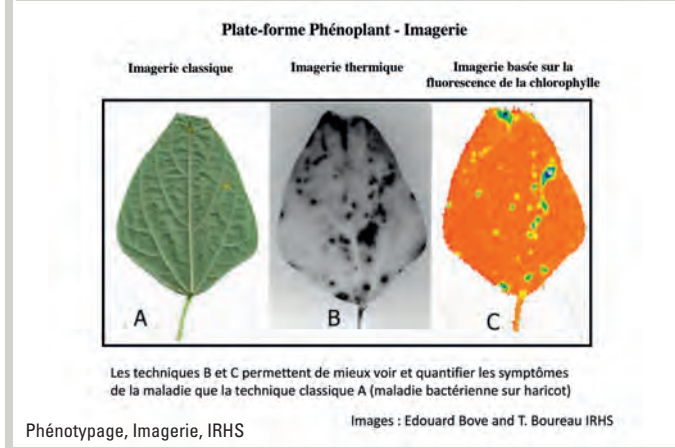 Plate-forme Phénoplant - Imagerie
Imagerie classique
Imagerie thermique
Imagerie basée sur la
fluorescence de la chlorophylle
A
B
C
Les techniques B et C permettent de mieux voir et quantifier les symptômes
de la maladie que la technique classique A (maladie bactérienne sur haricot)
Images : Edouard Bove and T. Boureau IRHS
Phénotypage, Imagerie, IRHS